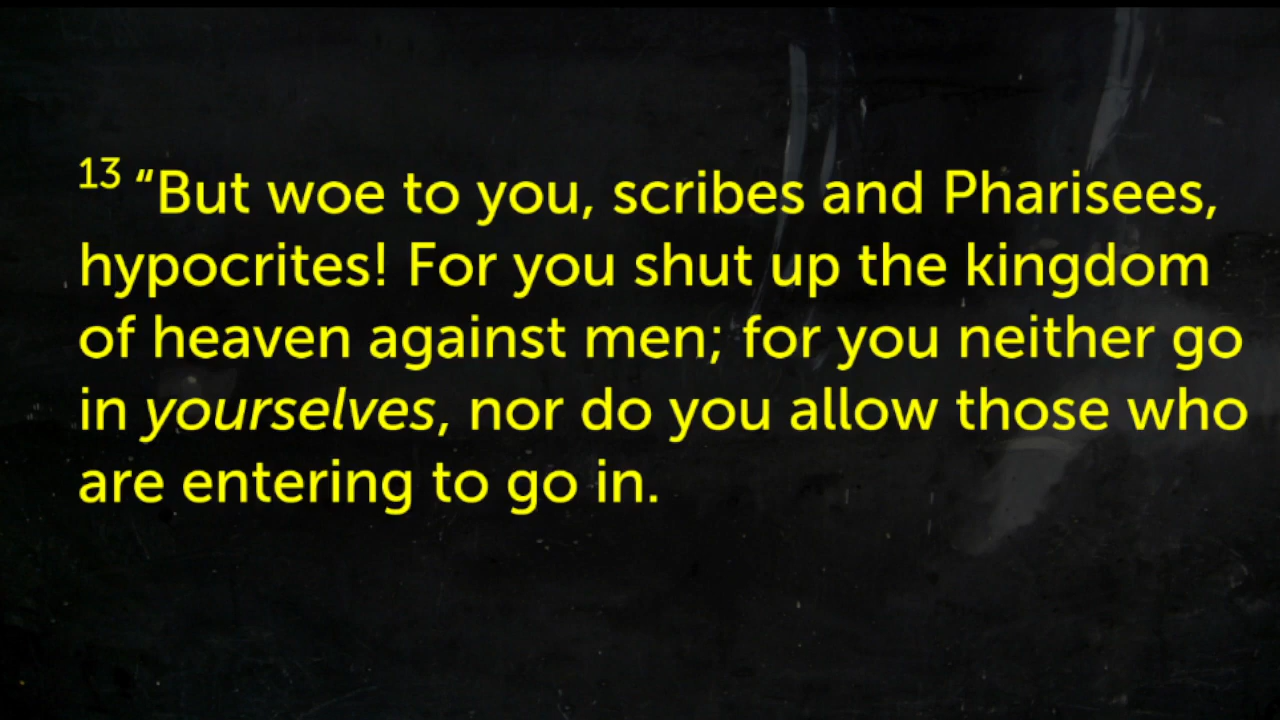 13 “But woe to you, scribes and Pharisees,
hypocrites! For you shut up the kingdom
of heaven against men; for you neither go
in yourselves, nor do you allow those who
are entering to go in.